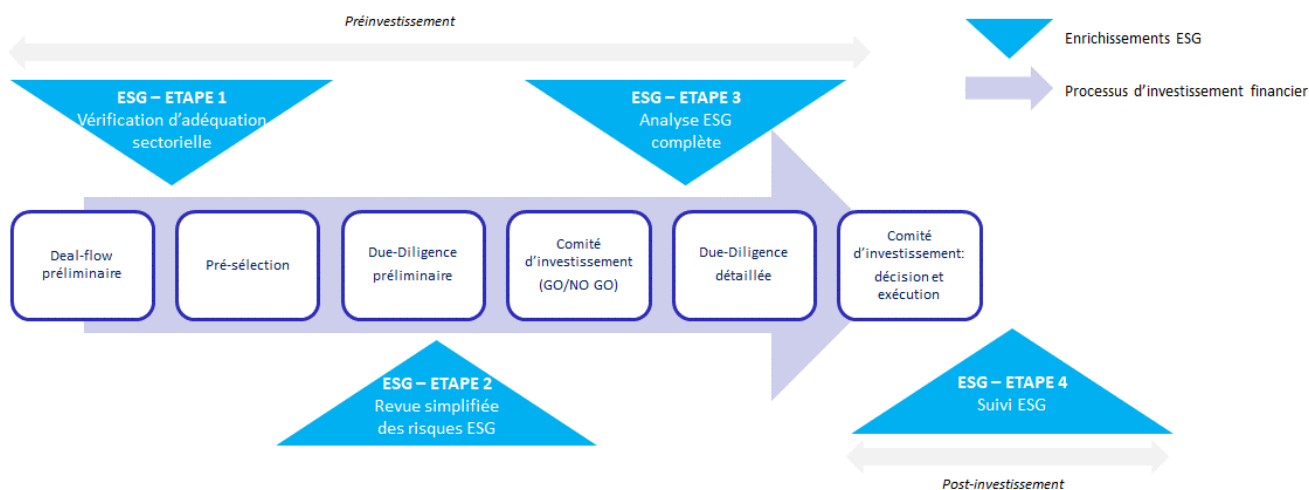 Préinvestissement
Enrichissements ESG
Processus d'investissement financier
ESG – ETAPE 1
Vérification d'adéquation
sectorielle
ESG – ETAPE 3
Analyse ESG
complète
Deal-flow
préliminaire
Pré-sélection
Due-Diligence
préliminaire
Comité
d'investissement
(GO/NO GO)
Due-Diligence
détaillée
Comité
d'investissement:
décision et
exécution
ESG – ETAPE 2
Revue simplifiée
des risques ESG
ESG – ETAPE 4
Suivi ESG
Post-investissement